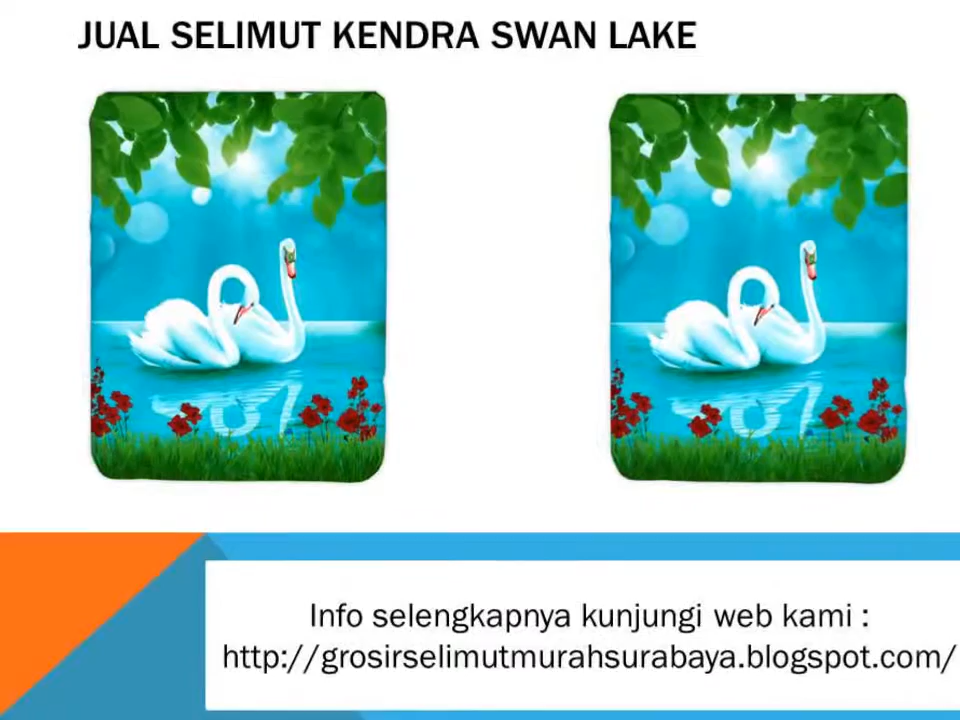 JUAL SELIMUT KENDRA SWAN LAKE
Info selengkapnya kunjungi web kami :
http://grosirselimutmurahsurabaya.blogspot.com/